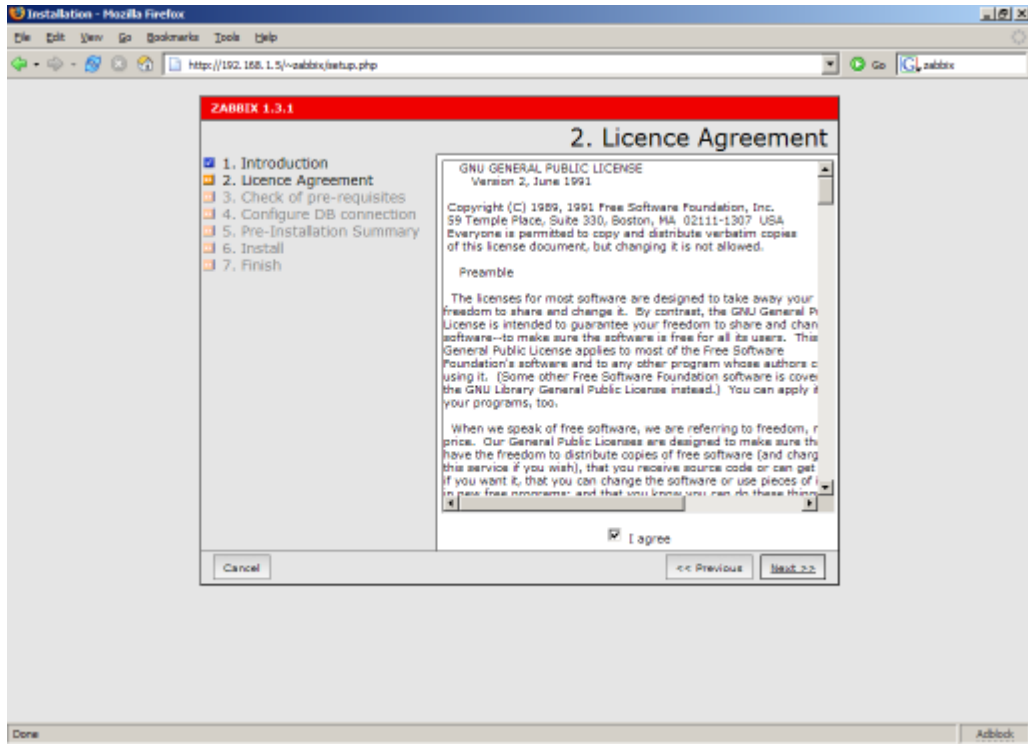 Installation - Mozilla Firefox
File Edit View Go Bookmarks Tools Help
http://192.168.1.5/~zabbix/setup.php
Go
zabbix
ZABBIX 1.3.1
2. Licence Agreement
1. Introduction
2. Licence Agreement
3. Check of pre-requisites
4. Configure DB connection
5. Pre-Installation Summary
6. Install
7. Finish
GNU GENERAL PUBLIC LICENSE
Version 2, June 1991
Copyright (C) 1989, 1991 Free Software Foundation, Inc.
59 Temple Place, Suite 330, Boston, MA 02111-1307 USA
Everyone is permitted to copy and distribute verbatim copies
of this license document, but changing it is not allowed.
Preamble
The licenses for most software are designed to take away your
freedom to share and change it. By contrast, the GNU General P
License is intended to guarantee your freedom to share and chan
software--to make sure the software is free for all its users. This
General Public License applies to most of the Free Software
Foundation's software and to any other program whose authors c
using it. (Some other Free Software Foundation software is cove
the GNU Library General Public License instead.) You can apply i
your programs, too.
When we speak of free software, we are referring to freedom, r
price. Our General Public Licenses are designed to make sure th
have the freedom to distribute copies of free software (and charg
this service if you wish), that you receive source code or can get
if you want it, that you can change the software or use pieces of i
in new free programs; and that you know you can do these thing
I agree
Cancel
<< Previous
Next >>
Done
Adblock